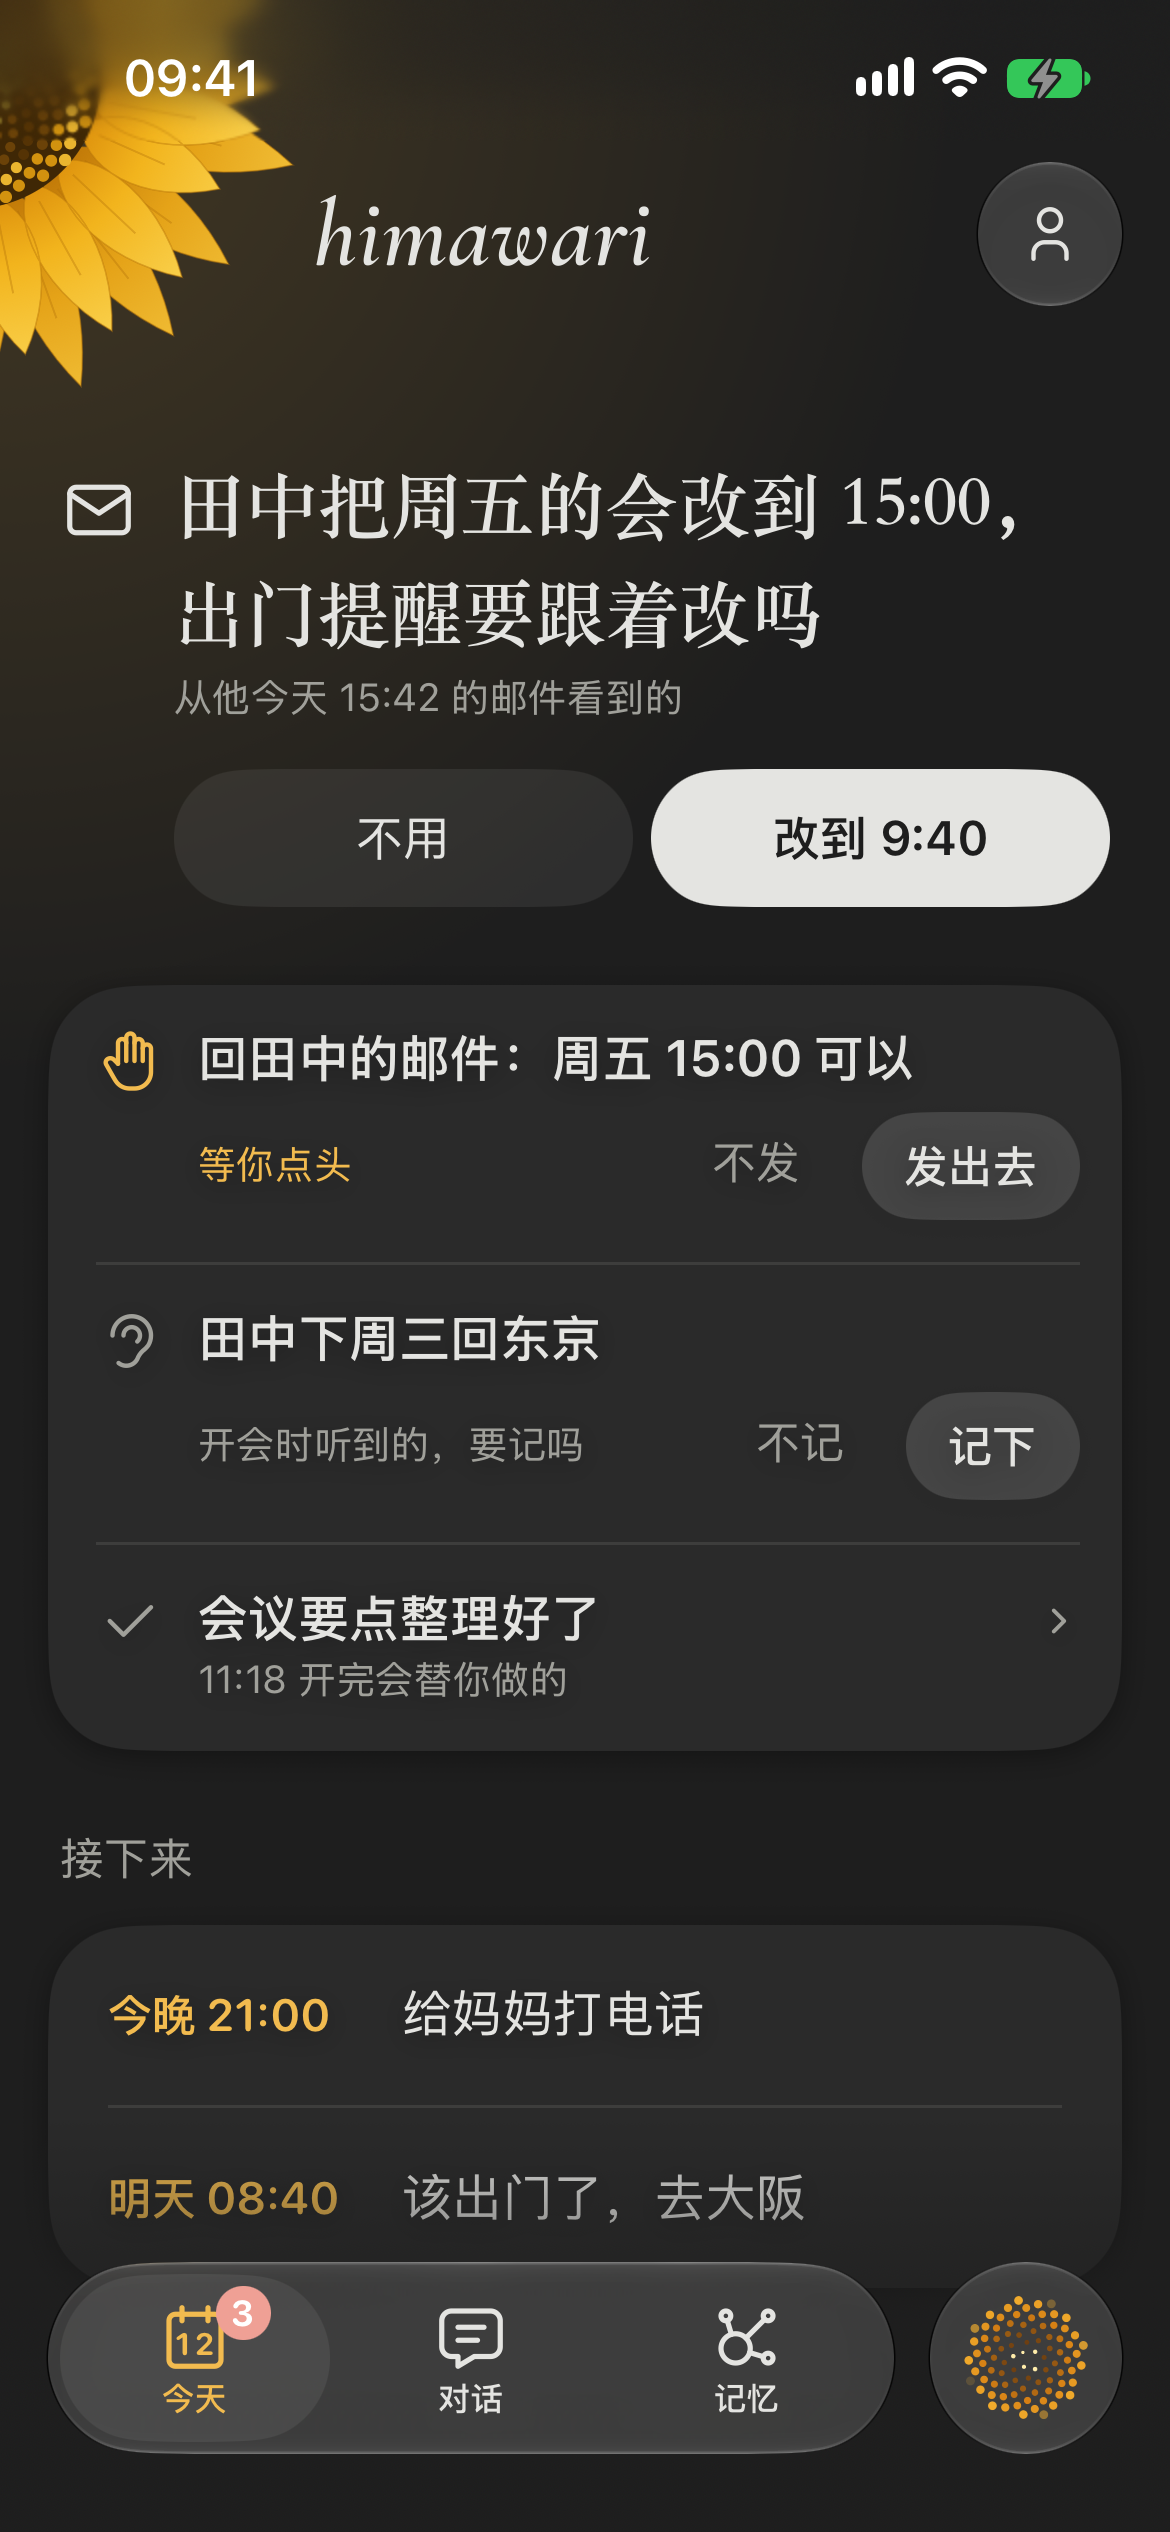 09:41
himawari
田中把周五的会改到 15:00，
出门提醒要跟着改吗
从他今天 15:42 的邮件看到的
不用
改到 9:40
回田中的邮件：周五 15:00 可以
等你点头
不发
发出去
田中下周三回东京
开会时听到的，要记吗
不记
记下
会议要点整理好了
11:18 开完会替你做的
接下来
今晚 21:00
给妈妈打电话
明天 08:40
该出门了，去大阪
12
3
今天
对话
记忆